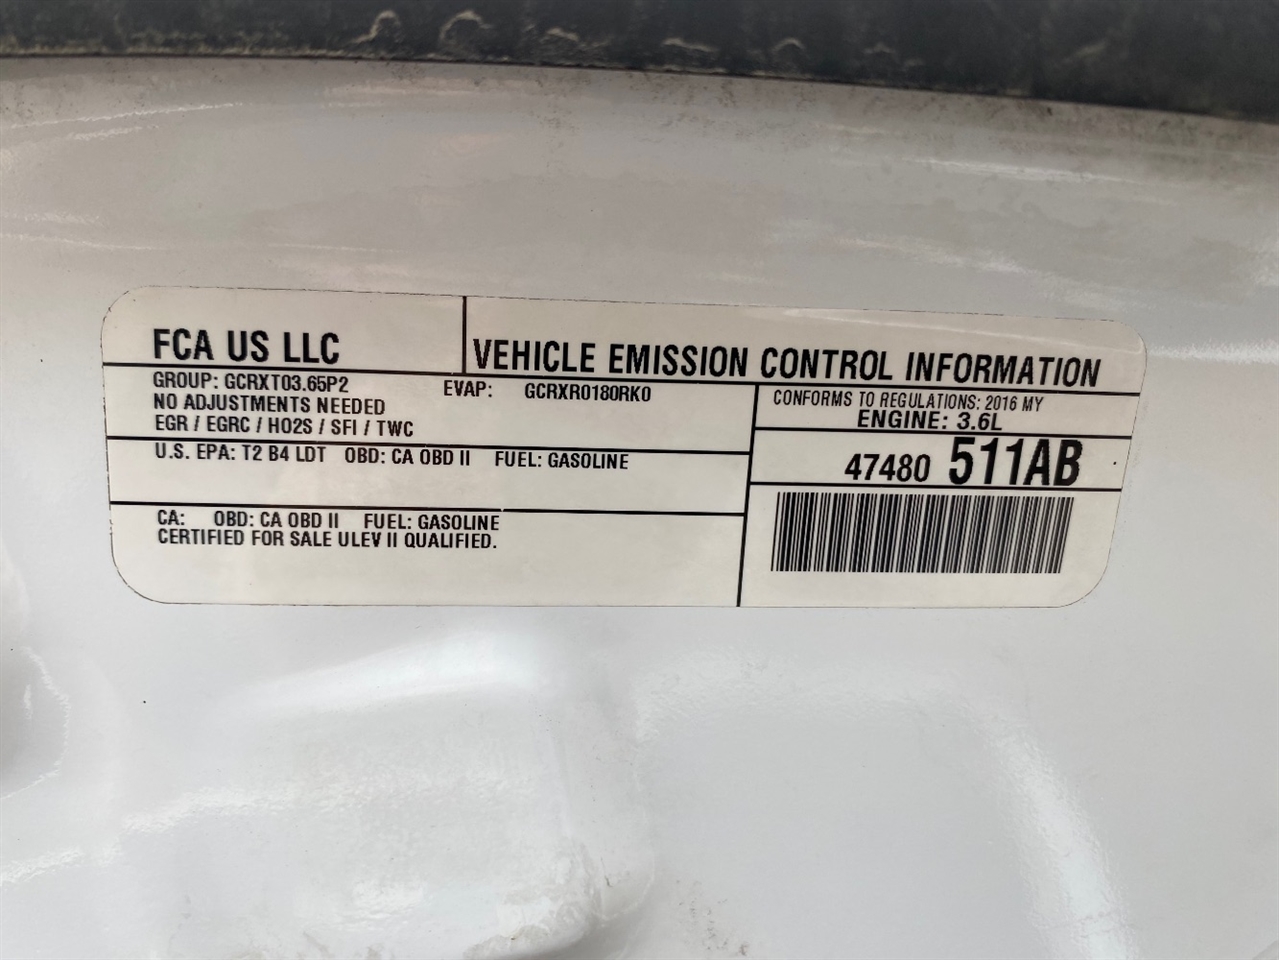 FCA US LLC
VEHICLE EMISSION CONTROL INFORMATION
GROUP: GCRXT03.65P2 EVAP: GCRXR0180RK0
NO ADJUSTMENTS NEEDED
EGR / EGRC / HO2S / SFI / TWC
CONFORMS TO REGULATIONS: 2016 MY
ENGINE: 3.6L
U.S. EPA: T2 B4 LDT OBD: CA OBD II FUEL: GASOLINE
47480 511AB
CA: OBD: CA OBD II FUEL: GASOLINE
CERTIFIED FOR SALE ULEV II QUALIFIED.